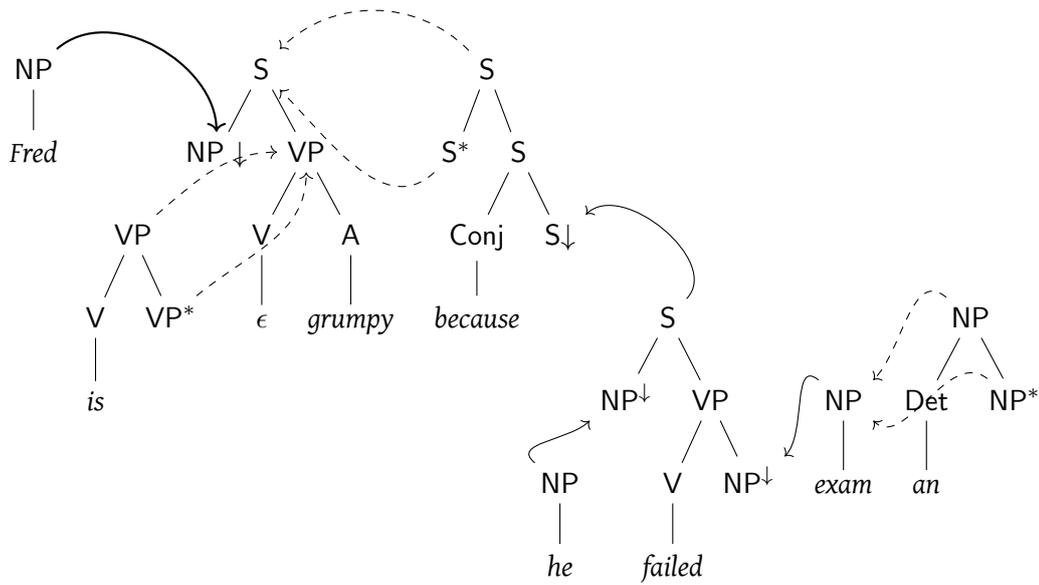 NP S S
Fred NP ↓ VP S* S
VP V A Conj S↓
V VP* ϵ grumpy because S NP
is NP↓ VP NP Det NP*
NP V NP↓ exam an
he failed